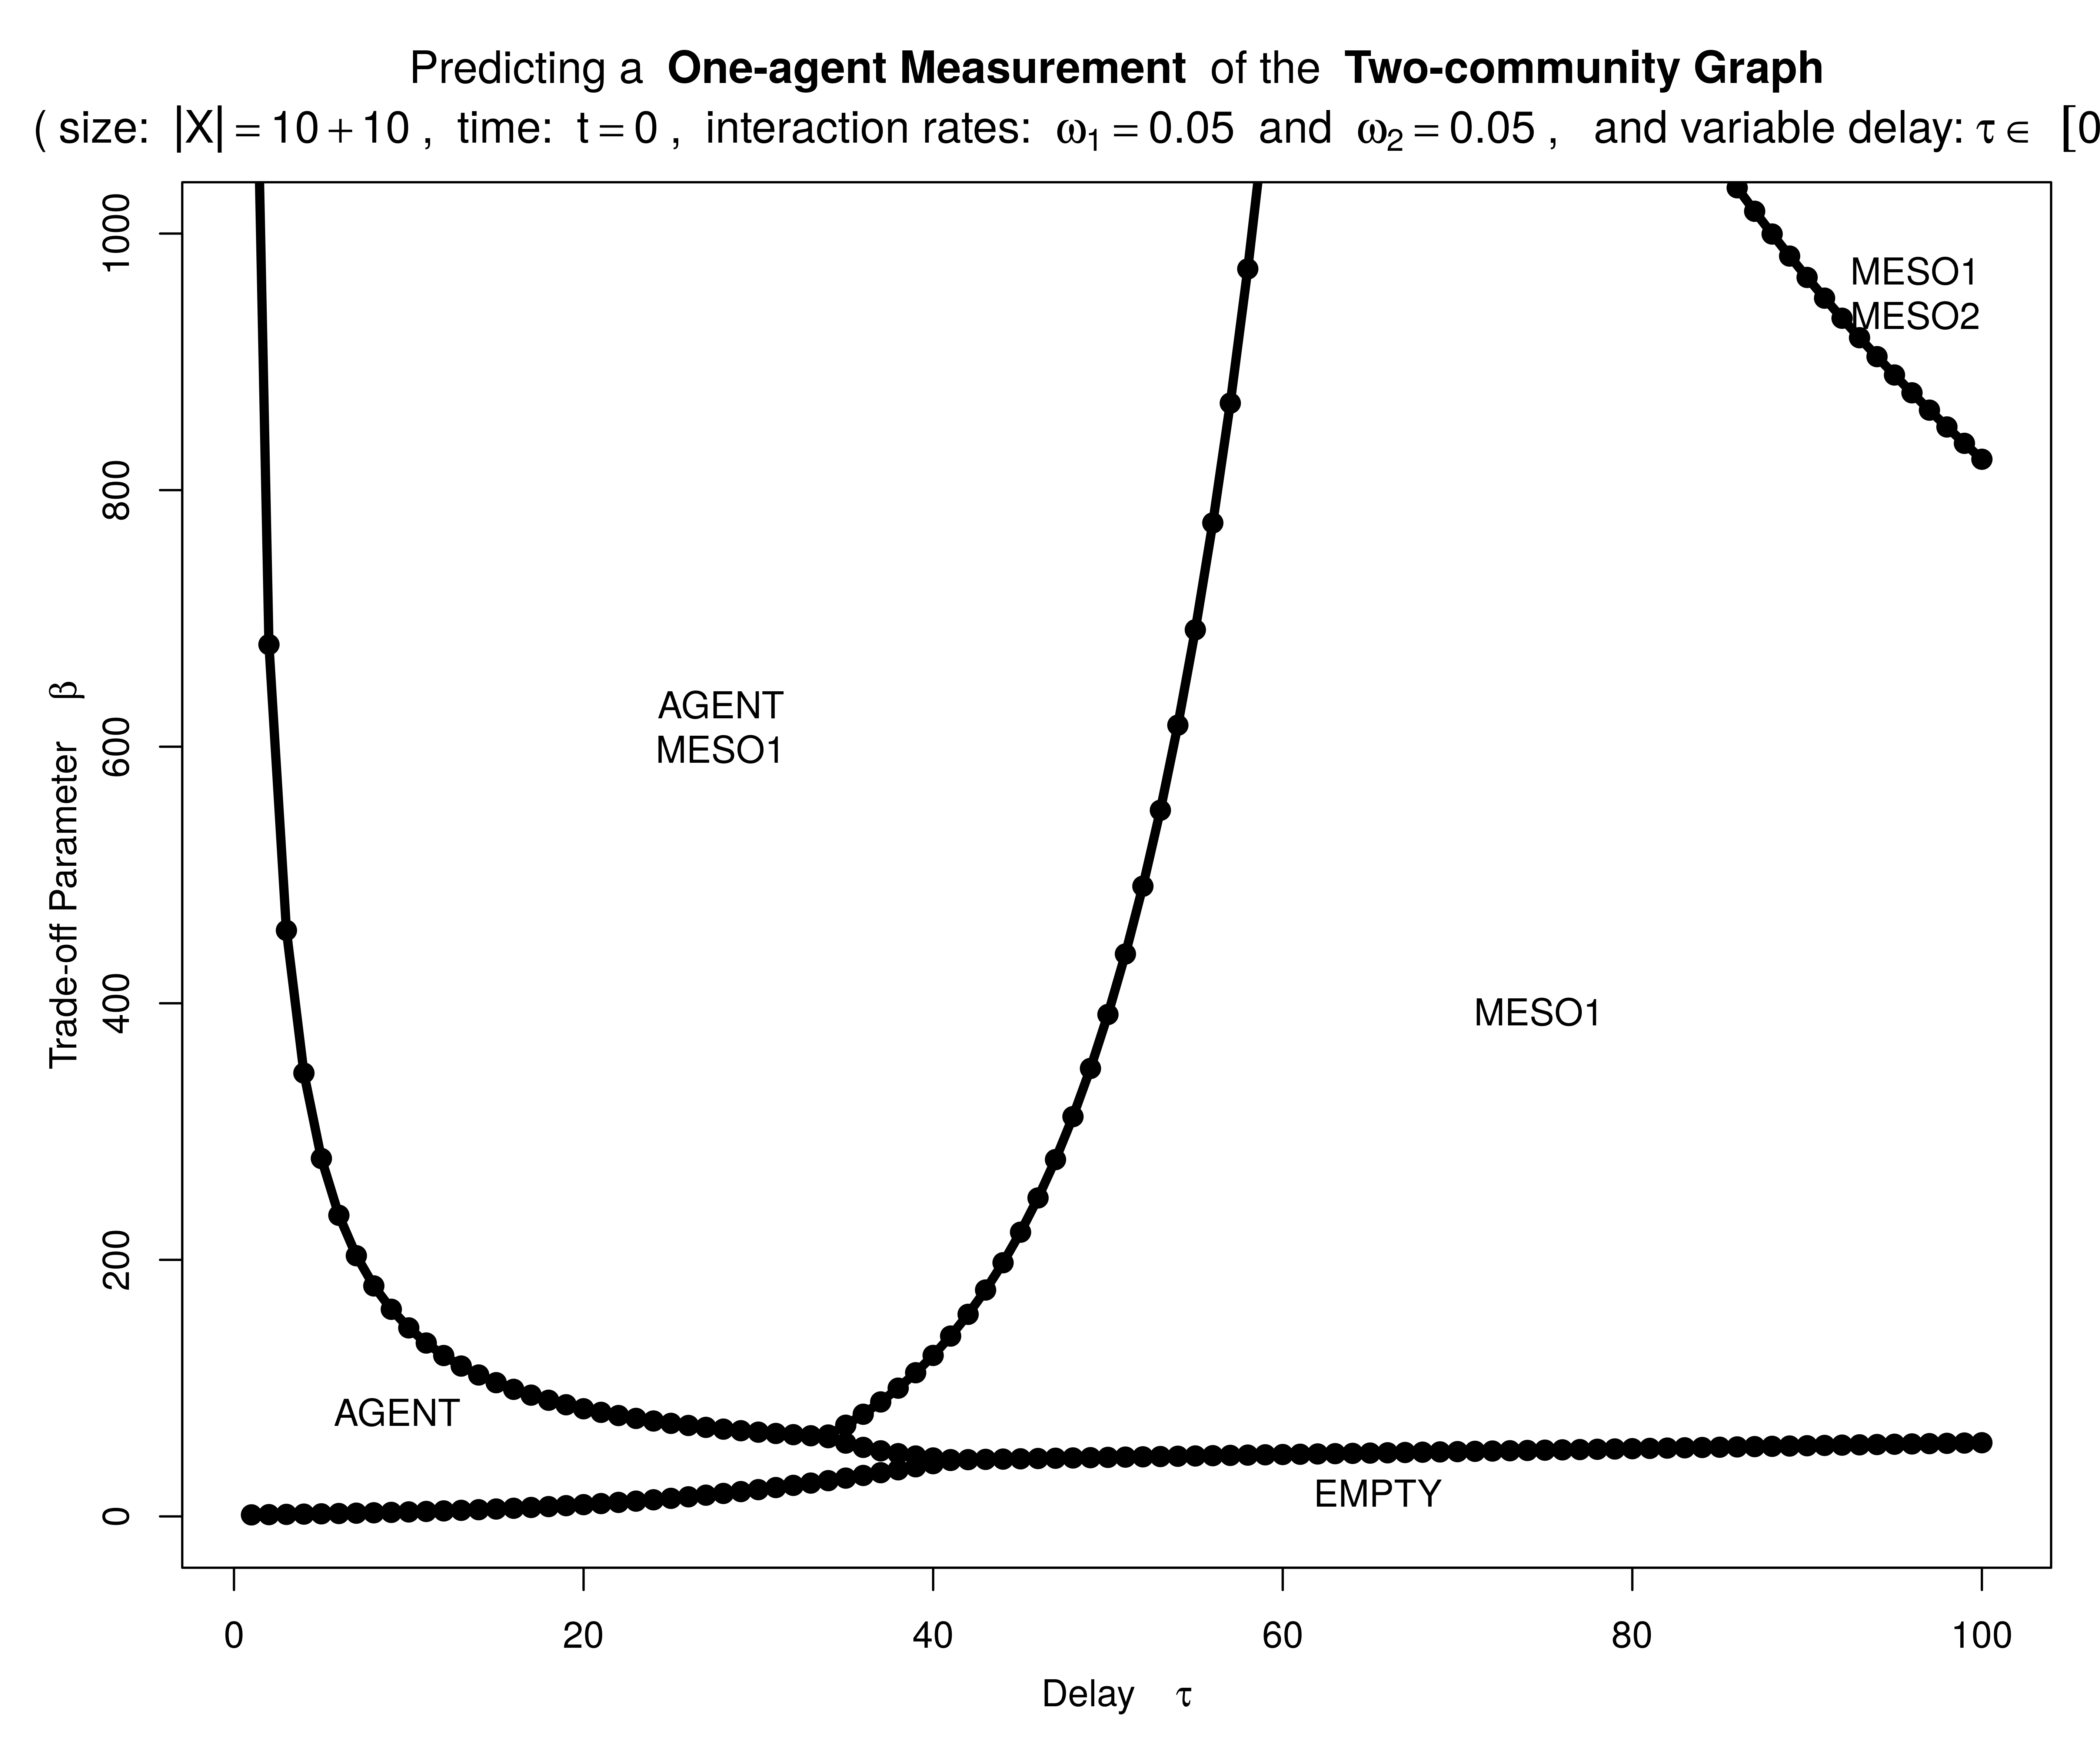 Predicting a One-agent Measurement of the Two-community Graph
( size: |X| = 10 + 10 , time: t = 0 , interaction rates: ω1 = 0.05 and ω2 = 0.05 , and variable delay: τ ∈ [0
1000
800
600
400
200
0
Trade-off Parameter β
MESO1
MESO2
AGENT
MESO1
MESO1
AGENT
EMPTY
0 20 40 60 80 100
Delay τ